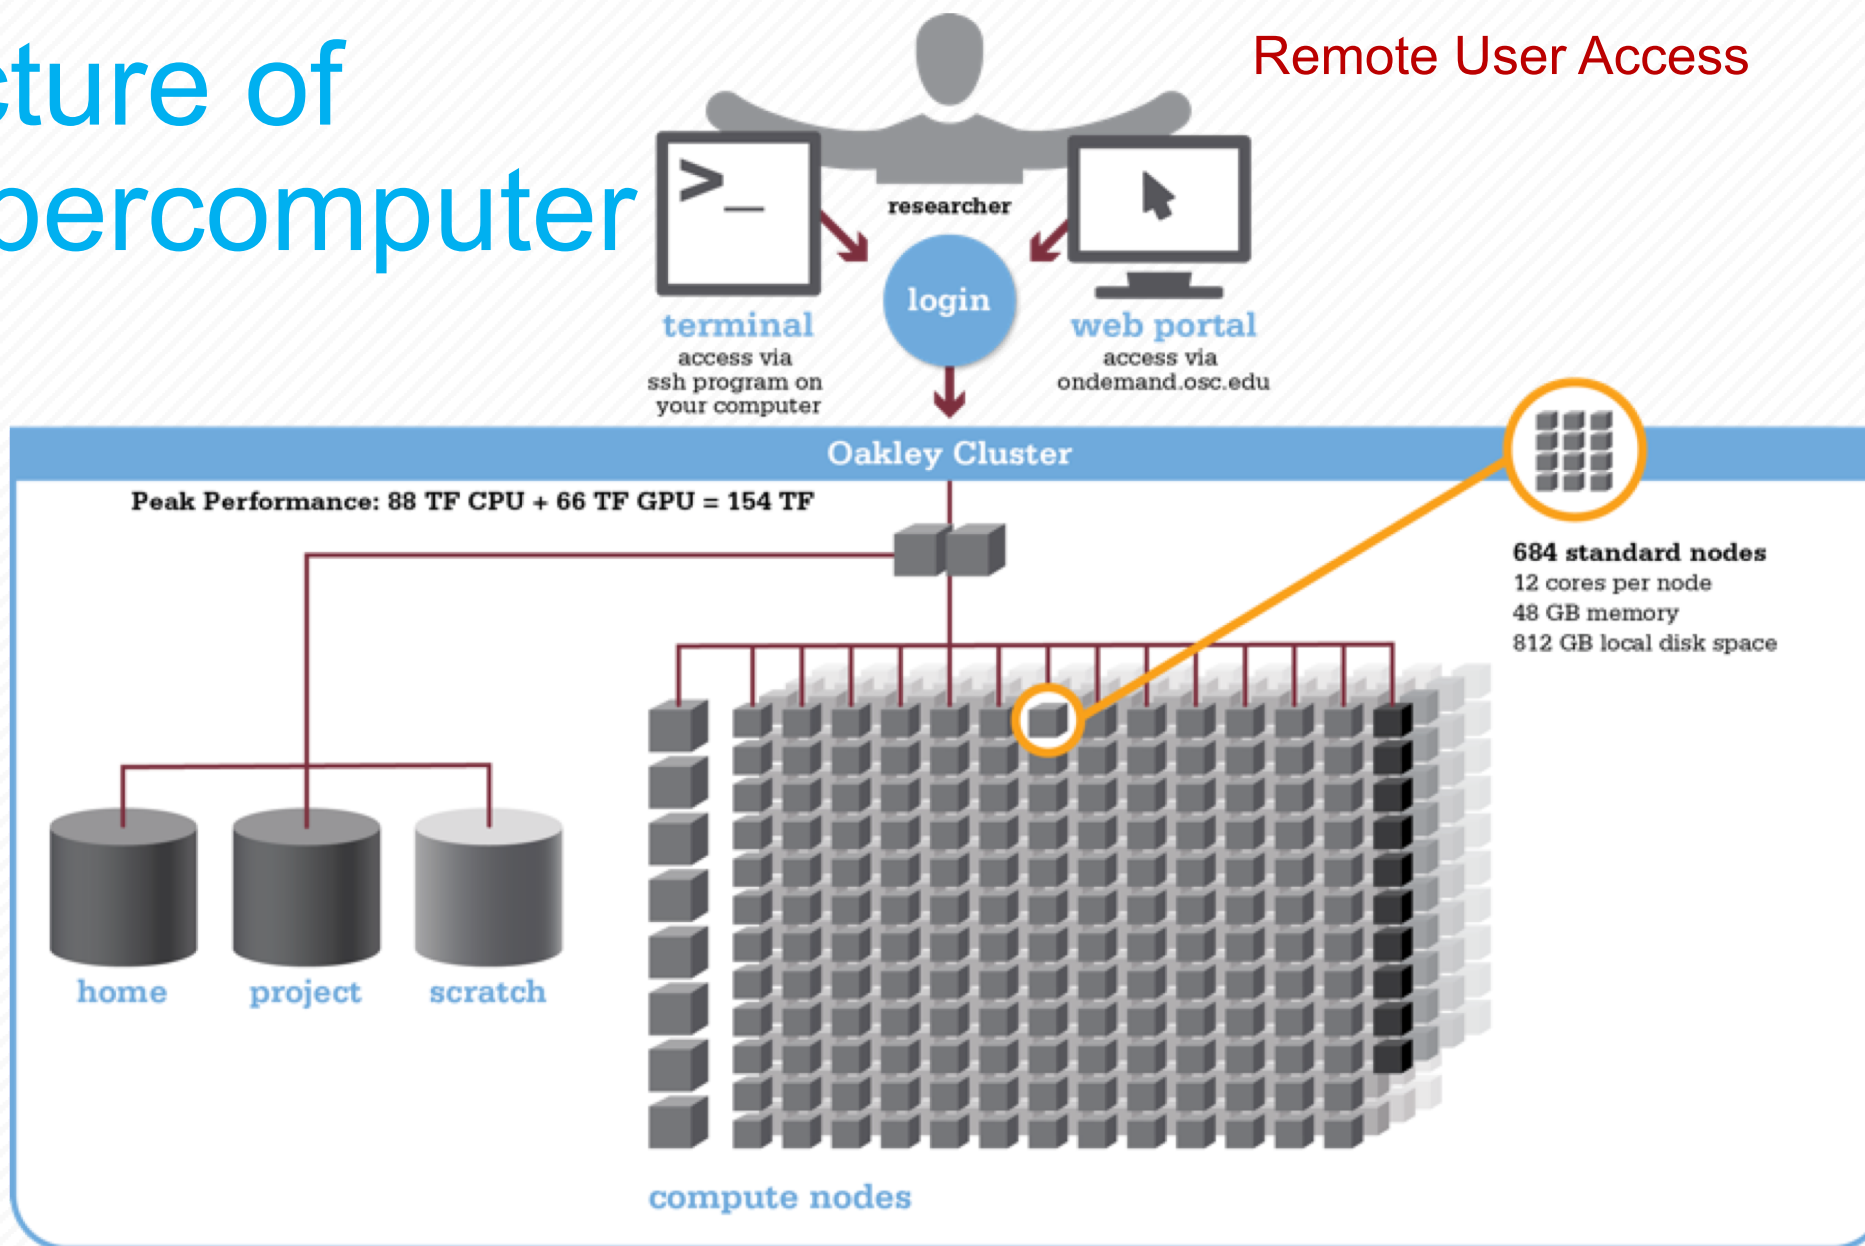 cture of
percomputer
Remote User Access
>_
researcher
login
terminal
access via
ssh program on
your computer
web portal
access via
ondemand.osc.edu
Oakley Cluster
Peak Performance: 88 TF CPU + 66 TF GPU = 154 TF
684 standard nodes
12 cores per node
48 GB memory
812 GB local disk space
home
project
scratch
compute nodes